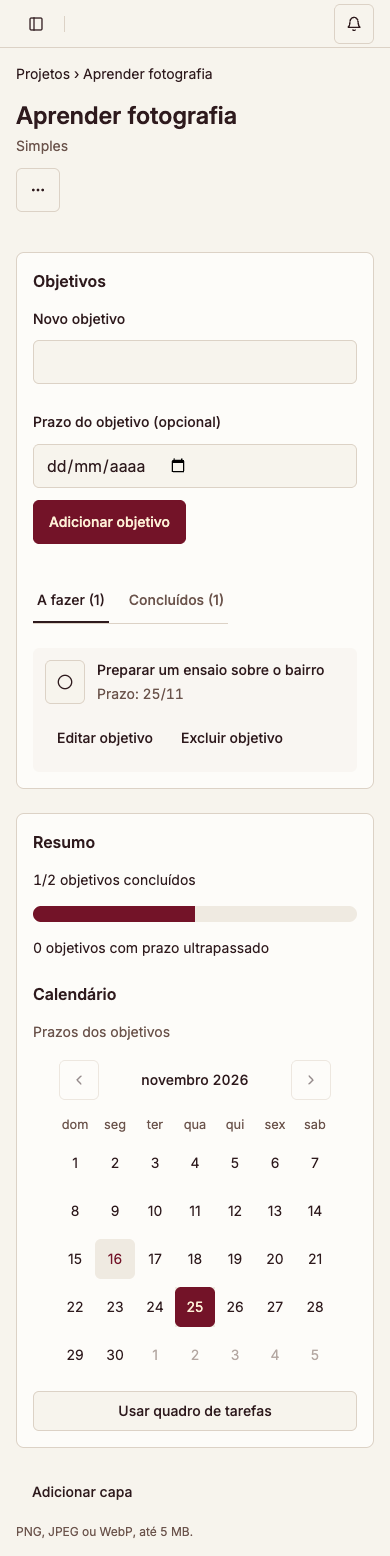 Projetos › Aprender fotografia
Aprender fotografia
Simples
Objetivos
Novo objetivo
Prazo do objetivo (opcional)
dd/mm/aaaa
Adicionar objetivo
A fazer (1) Concluídos (1)
Preparar um ensaio sobre o bairro
Prazo: 25/11
Editar objetivo Excluir objetivo
Resumo
1/2 objetivos concluídos
0 objetivos com prazo ultrapassado
Calendário
Prazos dos objetivos
novembro 2026
dom seg ter qua qui sex sab
1 2 3 4 5 6 7
8 9 10 11 12 13 14
15 16 17 18 19 20 21
22 23 24 25 26 27 28
29 30 1 2 3 4 5
Usar quadro de tarefas
Adicionar capa
PNG, JPEG ou WebP, até 5 MB.